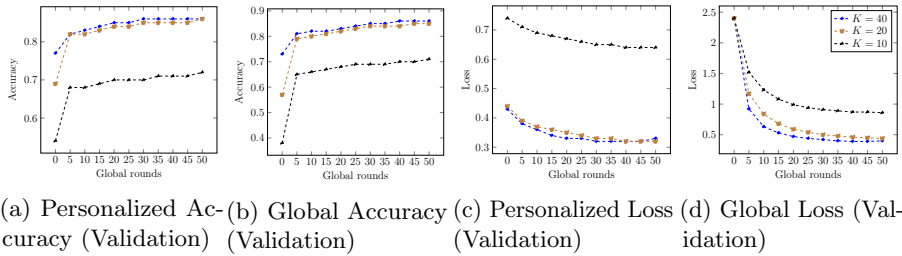 0.8
0.7
0.6
Accuracy
0 5 10 15 20 25 30 35 40 45 50
Global rounds
0.9
0.8
0.7
0.6
0.5
0.4
Accuracy
0 5 10 15 20 25 30 35 40 45 50
Global rounds
0.8
0.7
0.6
0.5
0.4
0.3
Loss
0 5 10 15 20 25 30 35 40 45 50
Global rounds
2.5
2
1.5
1
0.5
Loss
0 5 10 15 20 25 30 35 40 45 50
Global rounds
K = 40
K = 20
K = 10
(a) Personalized Ac-
curacy (Validation)
(b) Global Accuracy
(Validation)
(c) Personalized Loss
(Validation)
(d) Global Loss (Val-
idation)